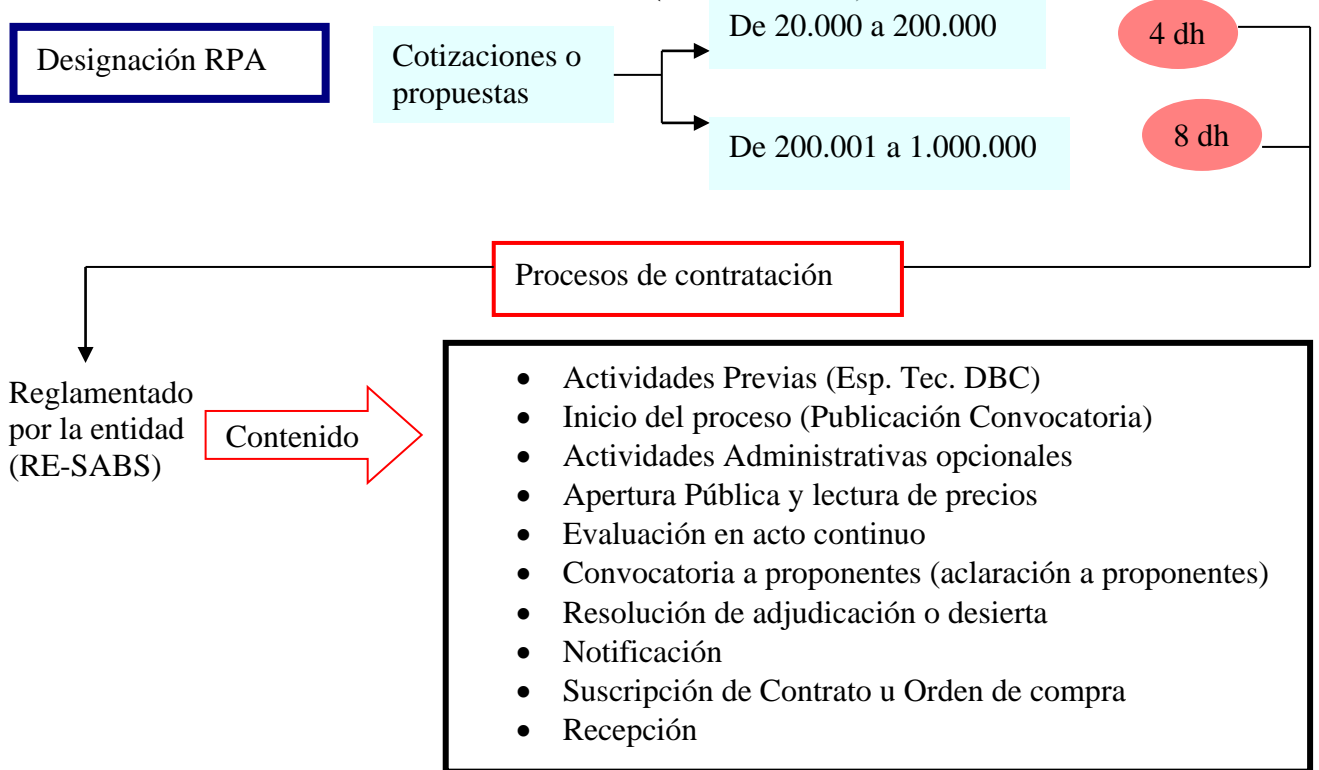 De 20.000 a 200.000
4 dh
Designación RPA
Cotizaciones o
propuestas
De 200.001 a 1.000.000
8 dh
Procesos de contratación
Reglamentado
por la entidad
(RE-SABS)
Contenido
• Actividades Previas (Esp. Tec. DBC)
• Inicio del proceso (Publicación Convocatoria)
• Actividades Administrativas opcionales
• Apertura Pública y lectura de precios
• Evaluación en acto continuo
• Convocatoria a proponentes (aclaración a proponentes)
• Resolución de adjudicación o desierta
• Notificación
• Suscripción de Contrato u Orden de compra
• Recepción